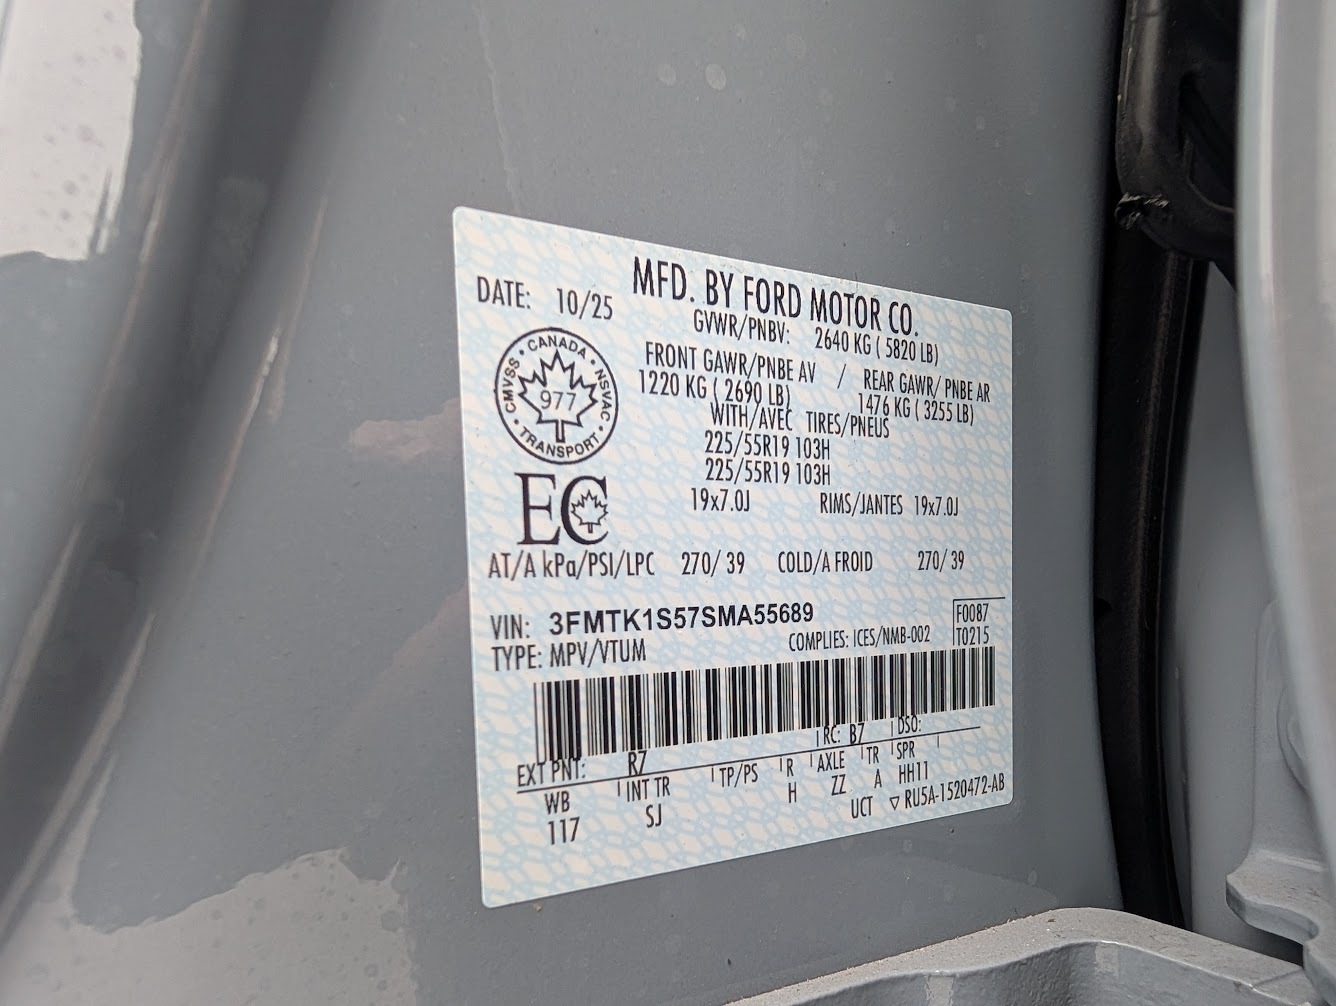 MFD. BY FORD MOTOR CO.
DATE: 10/25
GVWR/PNBV: 2640 KG ( 5820 LB)
FRONT GAWR/PNBE AV / REAR GAWR/ PNBE AR
1220 KG ( 2690 LB) 1476 KG ( 3255 LB)
WITH/AVEC TIRES/PNEUS
225/55R19 103H
225/55R19 103H
19x7.0J RIMS/JANTES 19x7.0J
CANADA
CMVSS
NSVAC
977
TRANSPORT
EC
AT/A kPa/PSI/LPC 270/ 39 COLD/A FROID 270/ 39
VIN: 3FMTK1S57SMA55689
F0087
TYPE: MPV/VTUM COMPLIES: ICES/NMB-002 T0215
RC: B7 DSO:
EXT PNT: R7
WB INT TR TP/PS R AXLE TR SPR
117 SJ H ZZ A HH11
UCT ▽ RU5A-1520472-AB